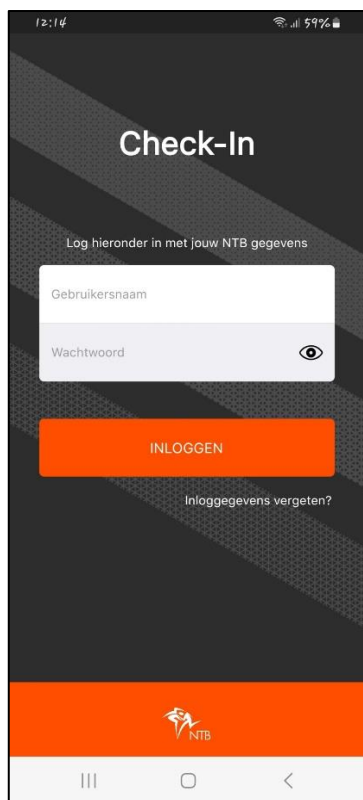 12:14
59%
Check-In
Log hieronder in met jouw NTB gegevens
Gebruikersnaam
Wachtwoord
INLOGGEN
Inloggegevens vergeten?
NTB